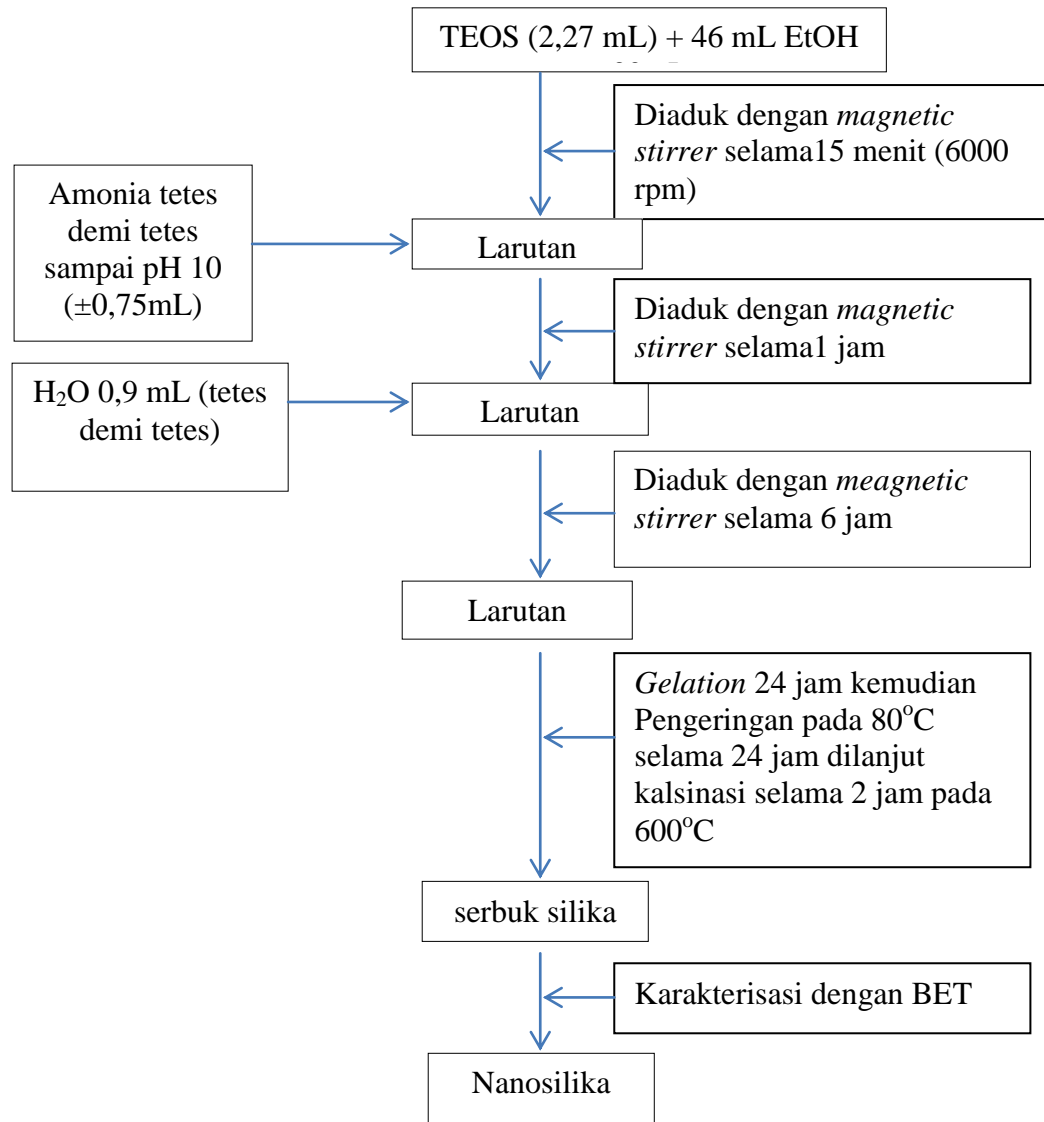 TEOS (2,27 mL) + 46 mL EtOH
Diaduk dengan magnetic
stirrer selama15 menit (6000
rpm)
Amonia tetes
demi tetes
sampai pH 10
(±0,75mL)
Larutan
Diaduk dengan magnetic
stirrer selama1 jam
H₂O 0,9 mL (tetes
demi tetes)
Larutan
Diaduk dengan meagnetic
stirrer selama 6 jam
Larutan
Gelation 24 jam kemudian
Pengeringan pada 80°C
selama 24 jam dilanjut
kalsinasi selama 2 jam pada
600°C
serbuk silika
Karakterisasi dengan BET
Nanosilika